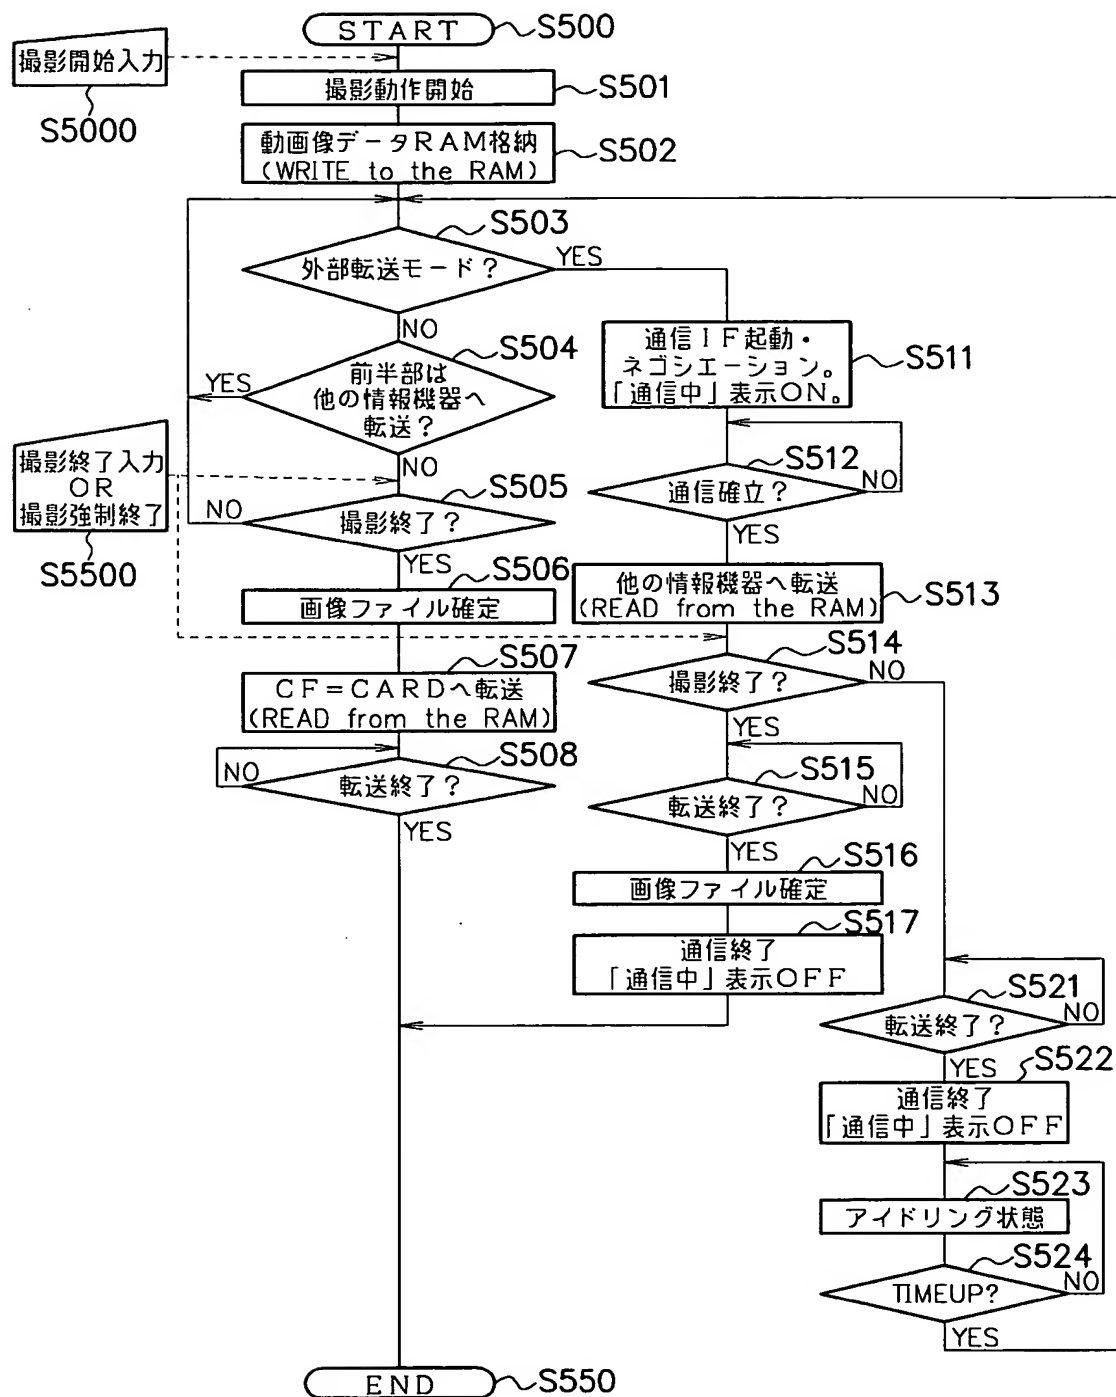 START
S500
撮影開始入力
S5000
撮影動作開始
S501
動画像データRAM格納
(WRITE to the RAM)
S502
S503
外部転送モード?
YES
NO
S504
前半部は
他の情報機器へ
転送?
YES
NO
撮影終了入力
OR
撮影強制終了
S5500
S505
撮影終了?
NO
YES
S506
画像ファイル確定
S507
CF=CARDへ転送
(READ from the RAM)
S508
転送終了?
NO
YES
通信IF起動・
ネゴシエーション。
「通信中」表示ON。
S511
S512
通信確立?
NO
YES
他の情報機器へ転送
(READ from the RAM)
S513
S514
撮影終了?
NO
YES
S515
転送終了?
NO
YES
S516
画像ファイル確定
S517
通信終了
「通信中」表示OFF
S521
転送終了?
NO
YES
S522
通信終了
「通信中」表示OFF
S523
アイドリング状態
S524
TIMEUP?
NO
YES
END
S550